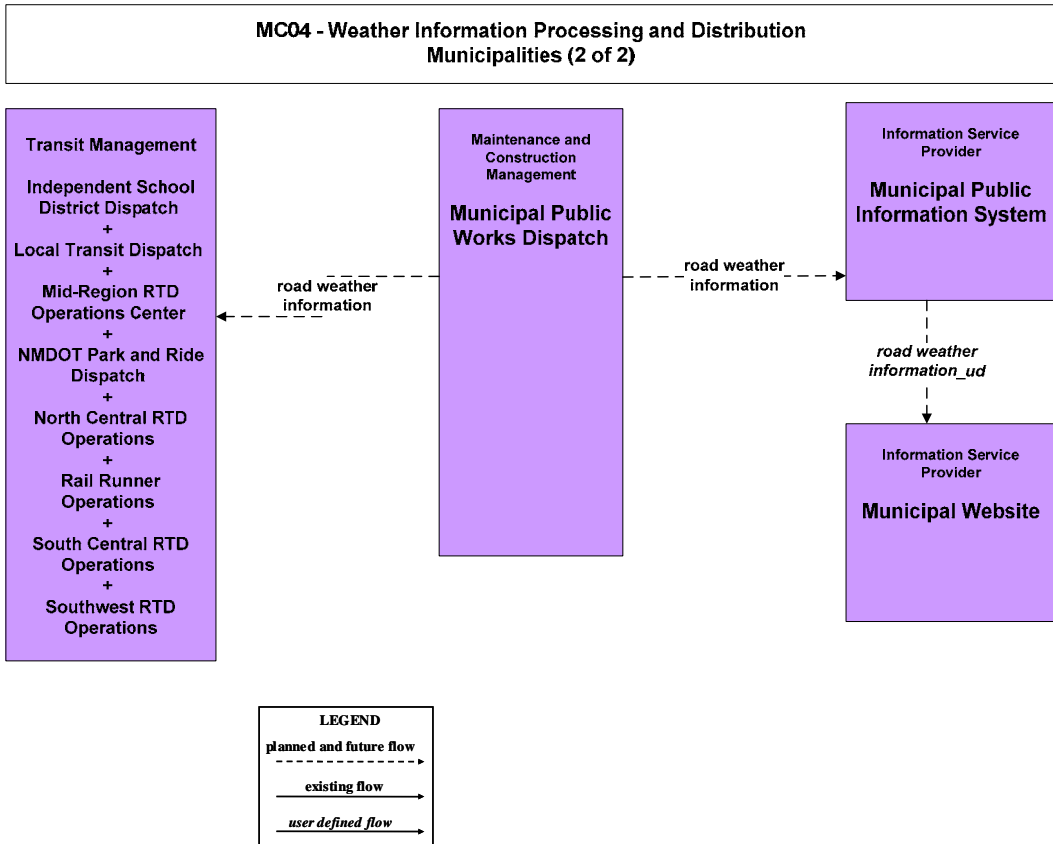 MC04 - Weather Information Processing and Distribution
Municipalities (2 of 2)
Transit Management
Independent School
District Dispatch
+
Local Transit Dispatch
+
Mid-Region RTD
Operations Center
+
NMDOT Park and Ride
Dispatch
+
North Central RTD
Operations
+
Rail Runner
Operations
+
South Central RTD
Operations
+
Southwest RTD
Operations
road weather
information
Maintenance and
Construction
Management
Municipal Public
Works Dispatch
road weather
information
Information Service
Provider
Municipal Public
Information System
road weather
information_ud
Information Service
Provider
Municipal Website
LEGEND
planned and future flow
existing flow
user defined flow